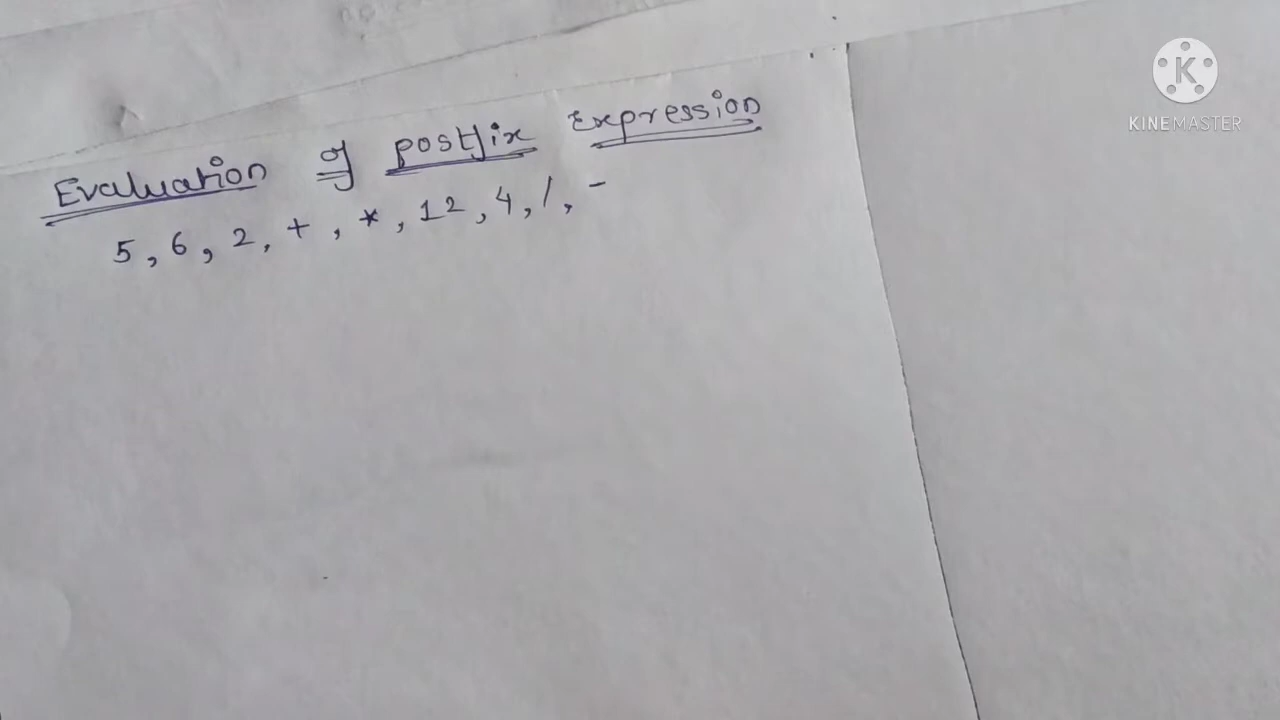 Evaluation of postfix Expression
5, 6, 2, +, *, 12, 4, /, -
KINEMASTER